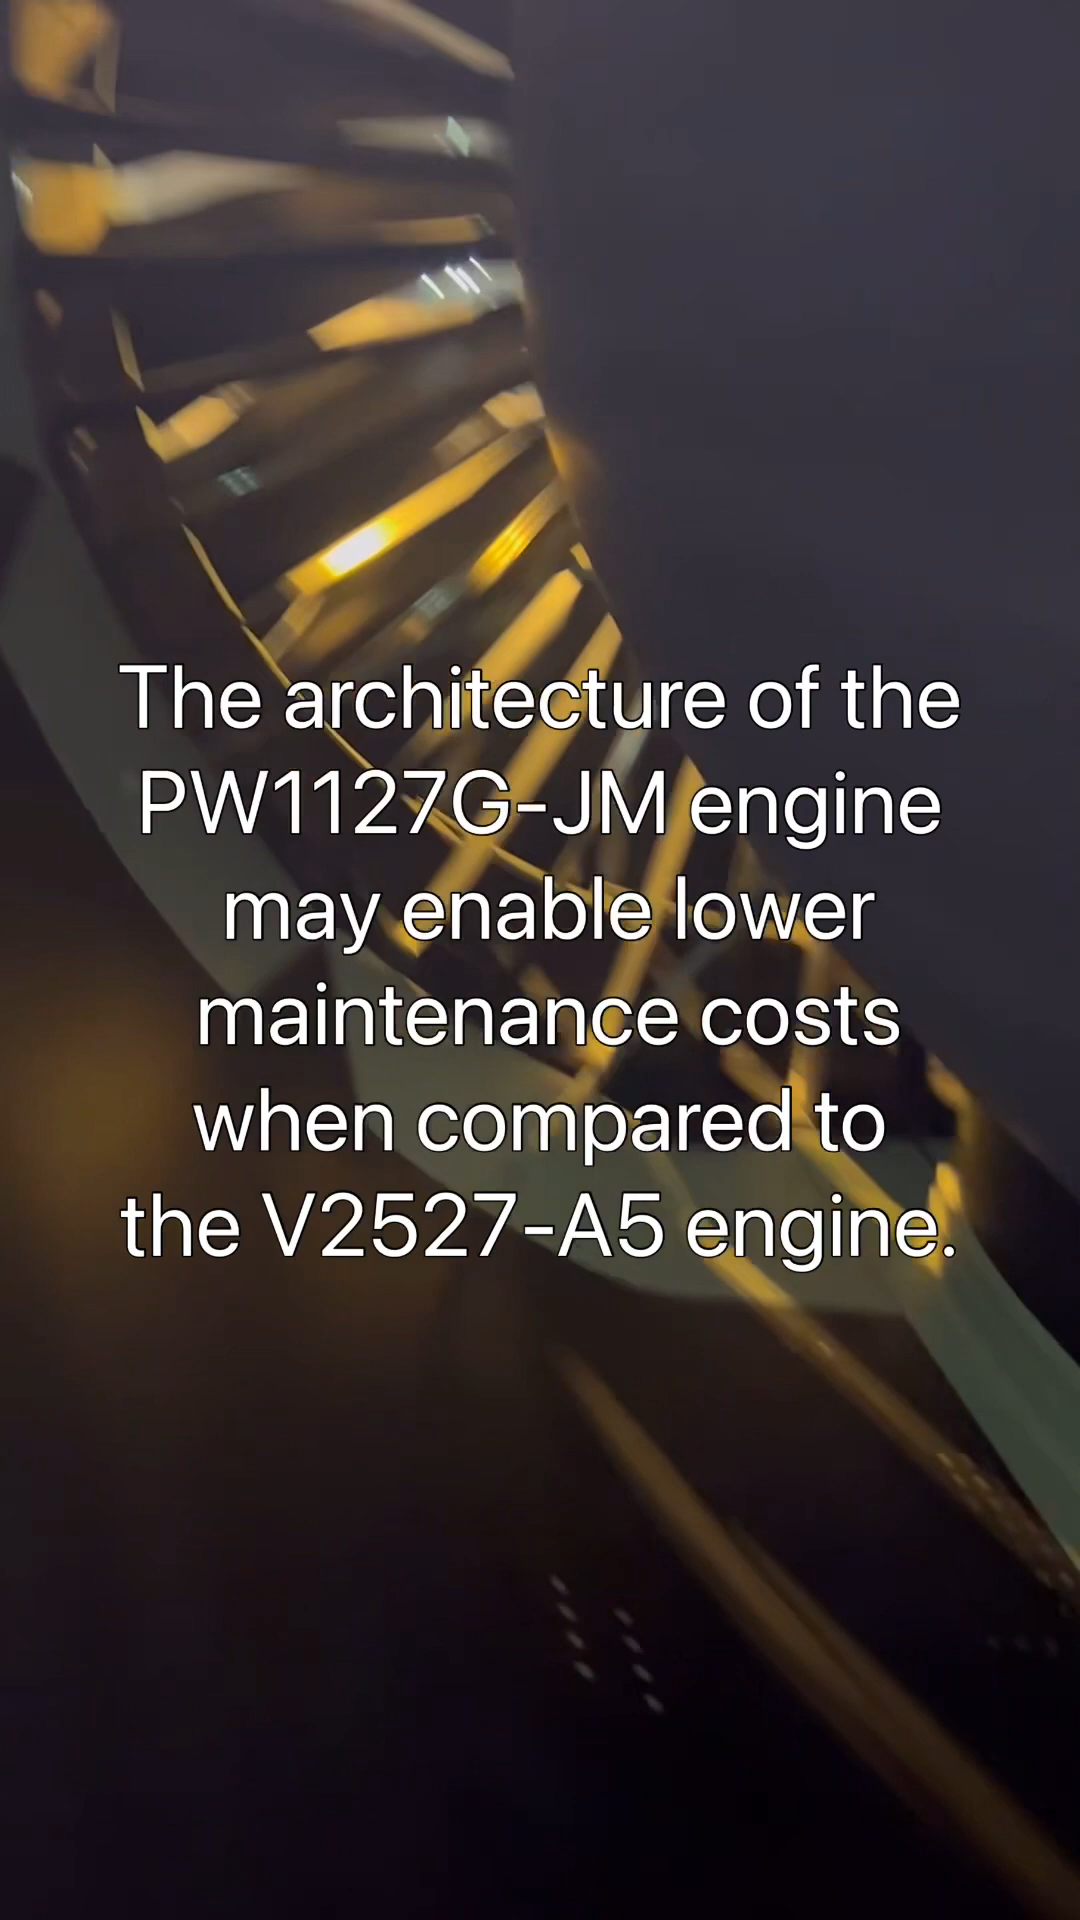 The architecture of the
PW1127G-JM engine
may enable lower
maintenance costs
when compared to
the V2527-A5 engine.